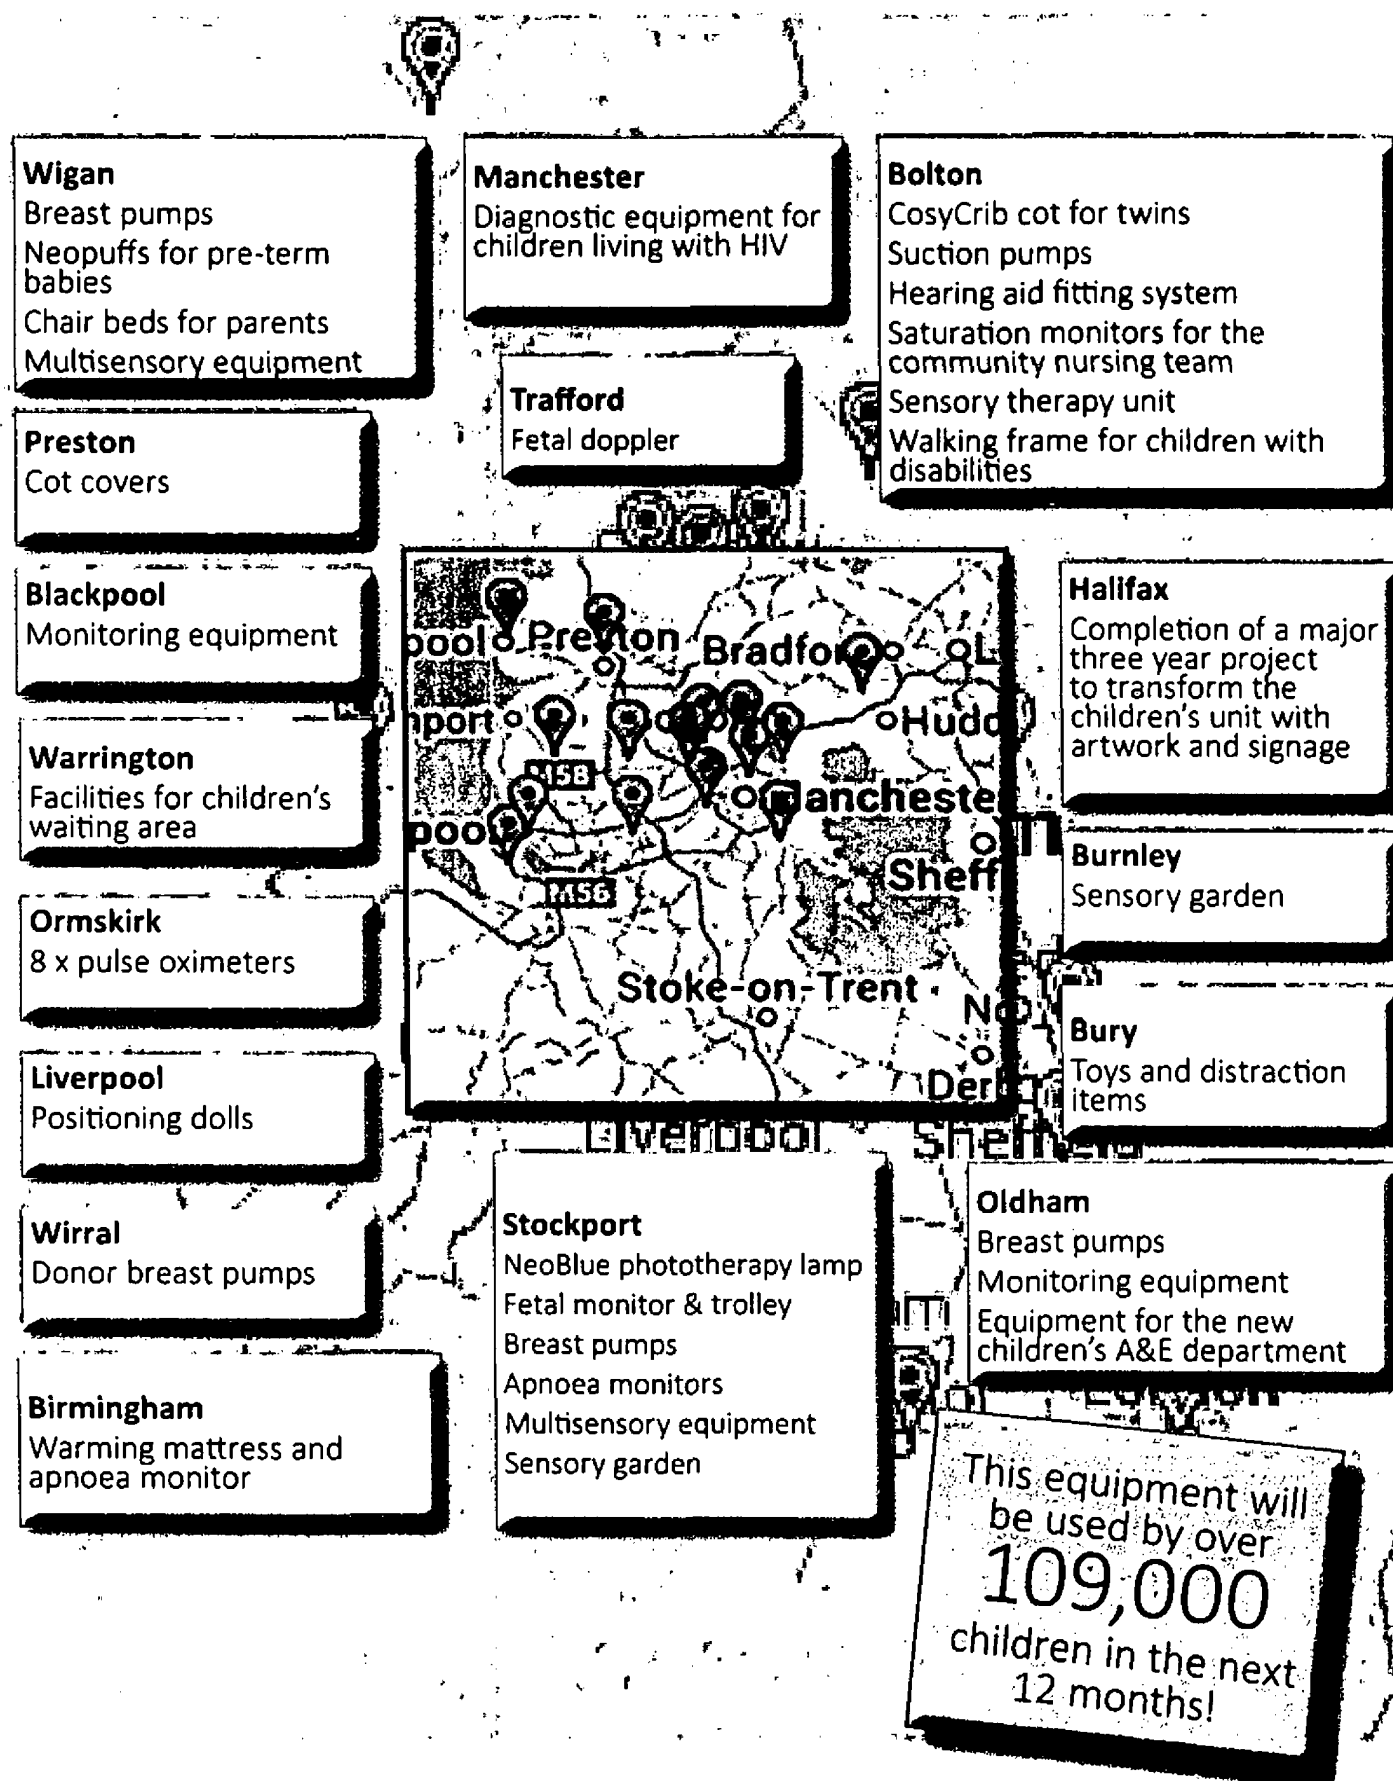 Wigan
Breast pumps
Neopuffs for pre-term
babies
Chair beds for parents
Multisensory equipment
Manchester
Diagnostic equipment for
children living with HIV
Bolton
CosyCrib cot for twins
Suction pumps
Hearing aid fitting system
Saturation monitors for the
community nursing team
Sensory therapy unit
Walking frame for children with
disabilities
Trafford
Fetal doppler
Preston
Cot covers
Blackpool
Monitoring equipment
Warrington
Facilities for children's
waiting area
Ormskirk
8 x pulse oximeters
Liverpool
Positioning dolls
Wirral
Donor breast pumps
Birmingham
Warming mattress and
apnoea monitor
pool
Preston
Bradfo
L
port
Hudd
M58
anchester
pool
Sheff
M56
Stoke-on-Trent
N
Der
Liverpool
Sheffield
Halifax
Completion of a major
three year project
to transform the
children's unit with
artwork and signage
Burnley
Sensory garden
Bury
Toys and distraction
items
Stockport
NeoBlue phototherapy lamp
Fetal monitor & trolley
Breast pumps
Apnoea monitors
Multisensory equipment
Sensory garden
Oldham
Breast pumps
Monitoring equipment
Equipment for the new
children's A&E department
This equipment will
be used by over
109,000
children in the next
12 months!